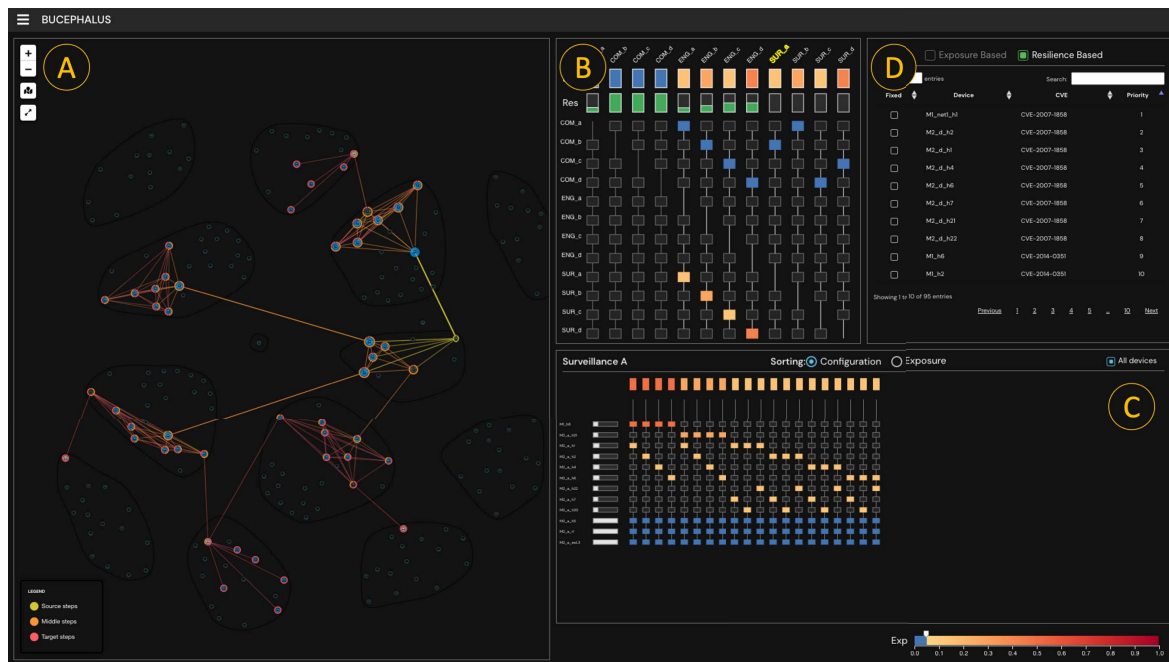 BUCEPHALUS
A
+
−
LEGEND
Source steps
Middle steps
Target steps
B
COM_b
COM_c
COM_d
ENG_a
ENG_b
ENG_c
ENG_d
SUR_a
SUR_b
SUR_c
SUR_d
Res
COM_a
COM_b
COM_c
COM_d
ENG_a
ENG_b
ENG_c
ENG_d
SUR_a
SUR_b
SUR_c
SUR_d
D
Exposure Based
Resilience Based
entries
Search:
Fixed Device CVE Priority
M1_net1_h1 CVE-2007-1858 1
M2_d_h2 CVE-2007-1858 2
M2_d_h1 CVE-2007-1858 3
M2_d_h4 CVE-2007-1858 4
M2_d_h6 CVE-2007-1858 5
M2_d_h7 CVE-2007-1858 6
M2_d_h21 CVE-2007-1858 7
M2_d_h22 CVE-2007-1858 8
M1_h6 CVE-2014-0351 9
M1_h2 CVE-2014-0351 10
10 of 95 entries
Previous 1 2 3 4 5 10 Next
Surveillance A
Sorting: Configuration Exposure
All devices
C
Exp
0.0 0.1 0.2 0.3 0.4 0.5 0.6 0.7 0.8 0.9 1.0